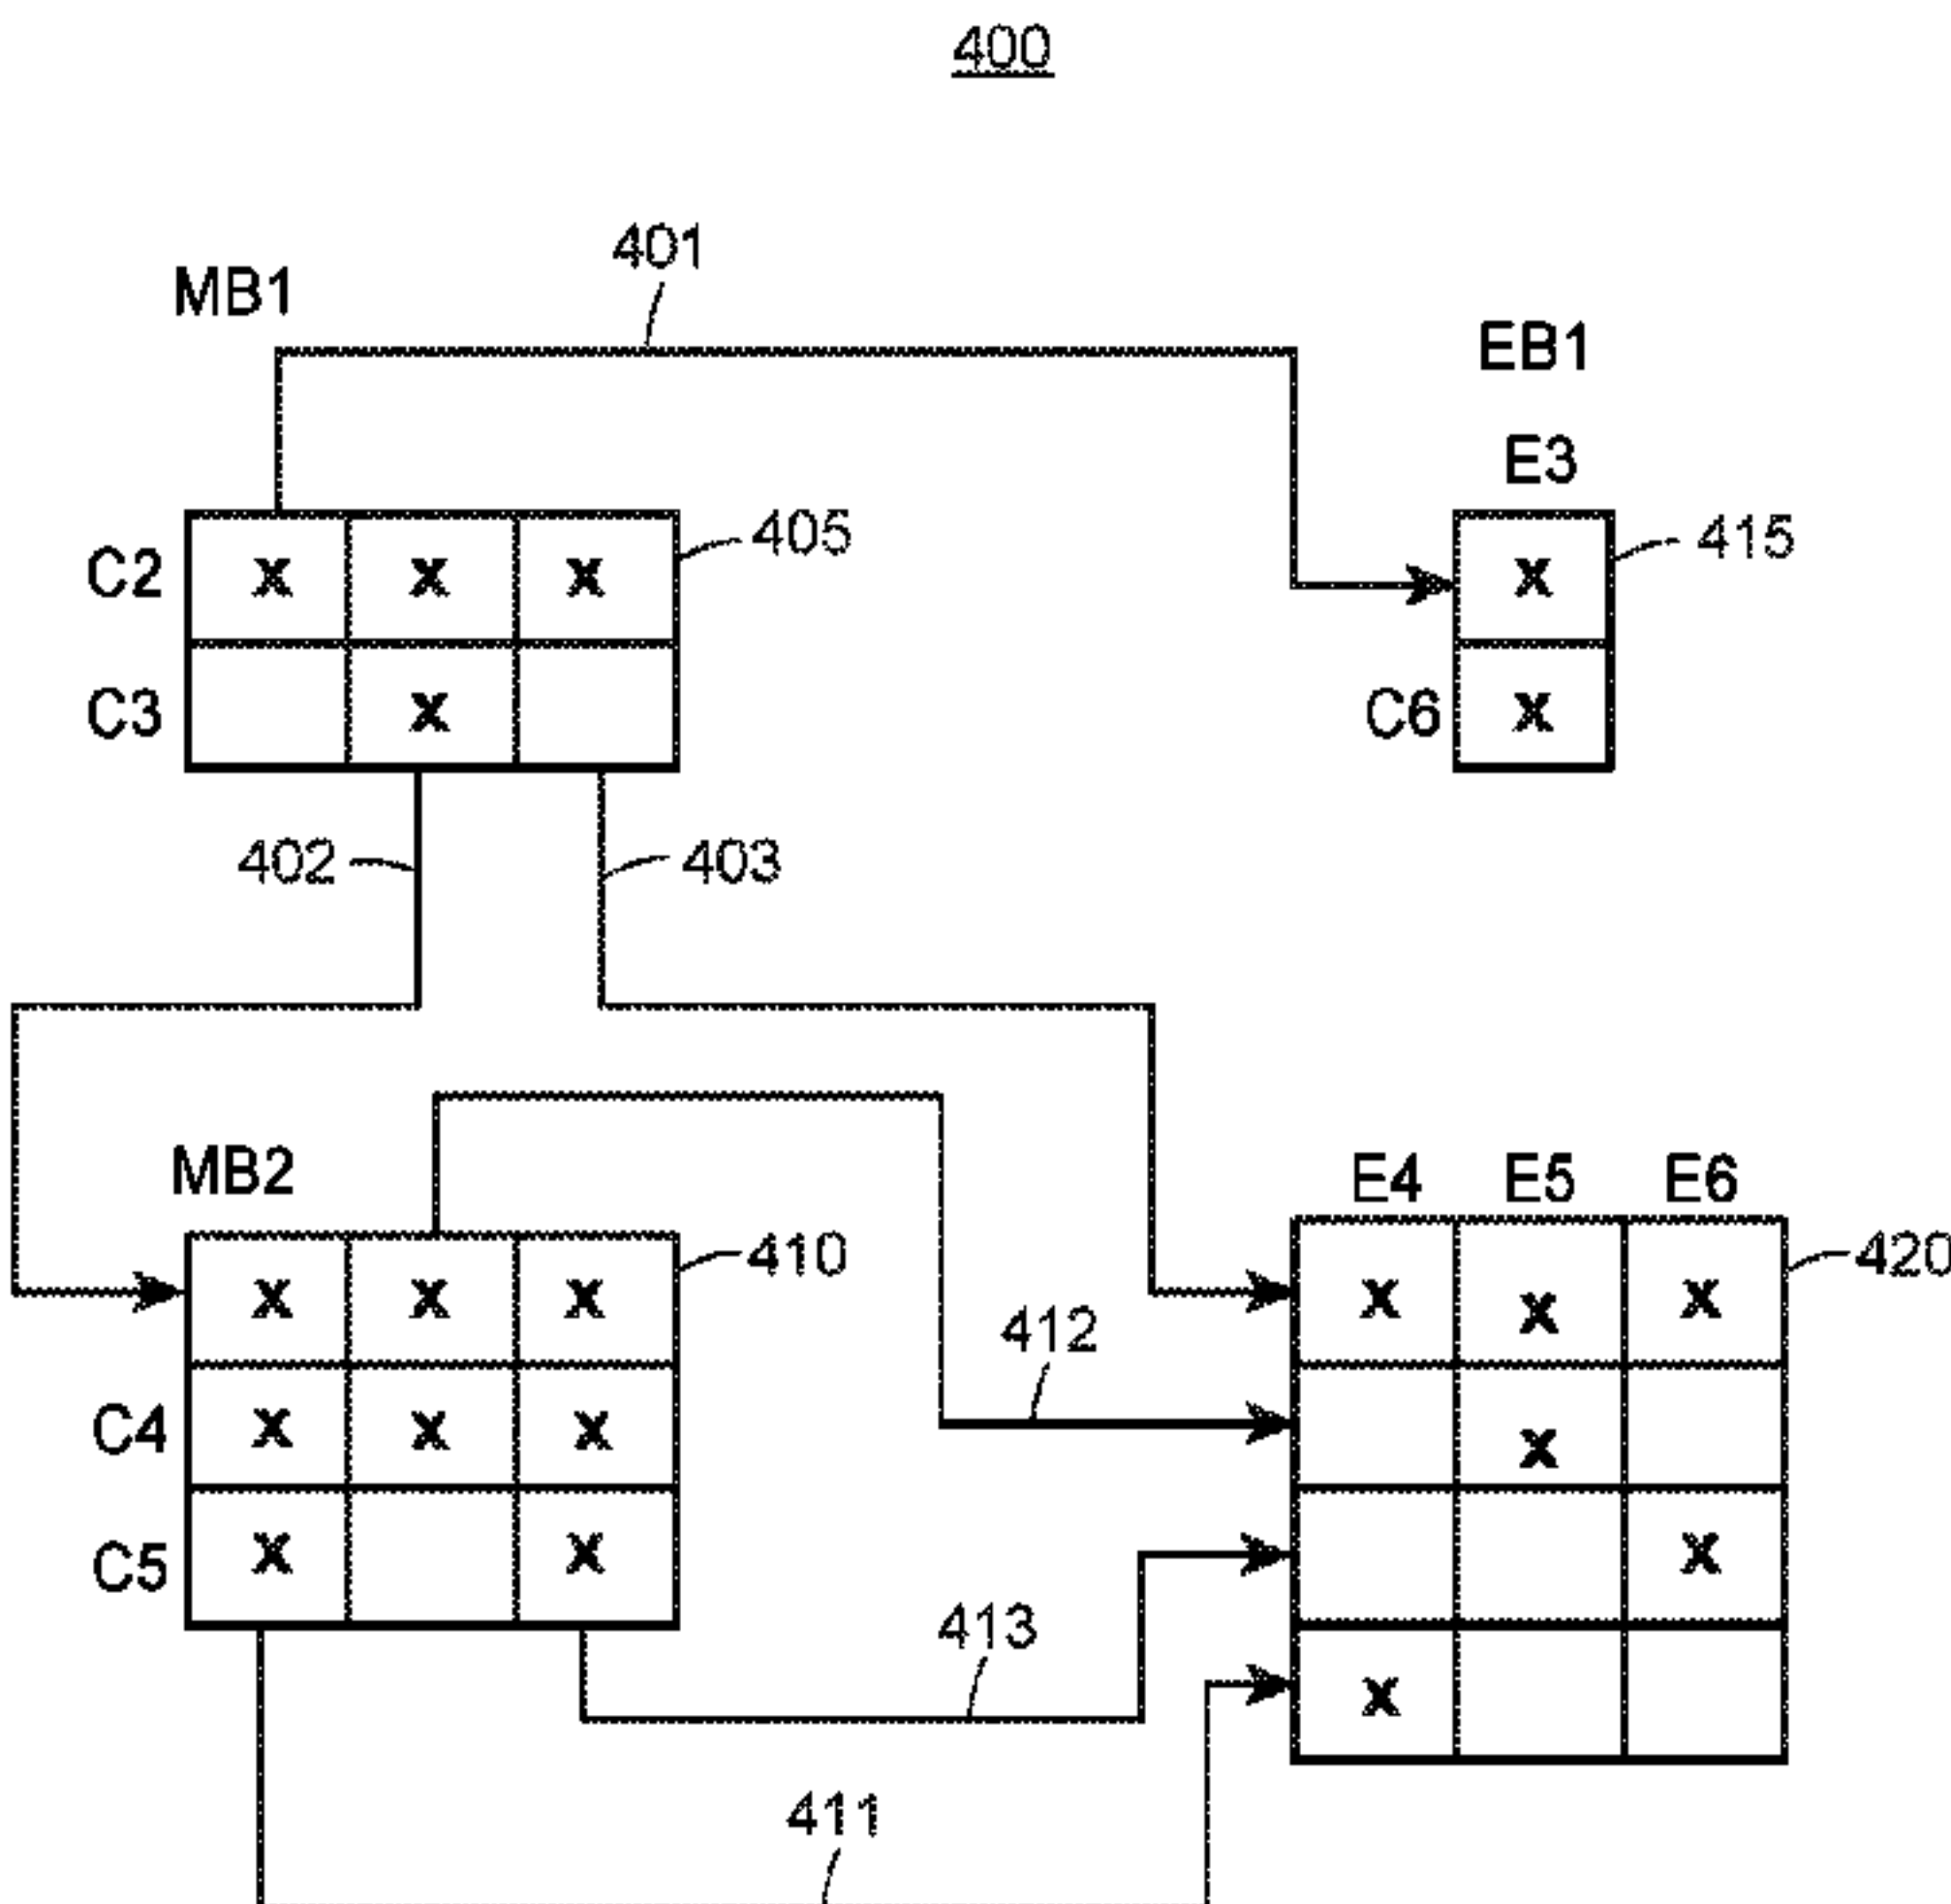 400
401
MB1
EB1
E3
C2 X X X 405
X 415
C3 X
C6 X
402
403
MB2
E4 E5 E6
X X X 410
X X X 420
412
C4 X X X
X
C5 X X
X
413
X
411